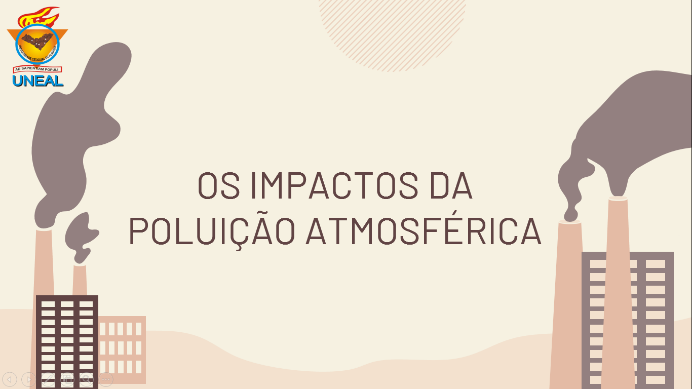 UNEAL
OS IMPACTOS DA
POLUIÇÃO ATMOSFÉRICA